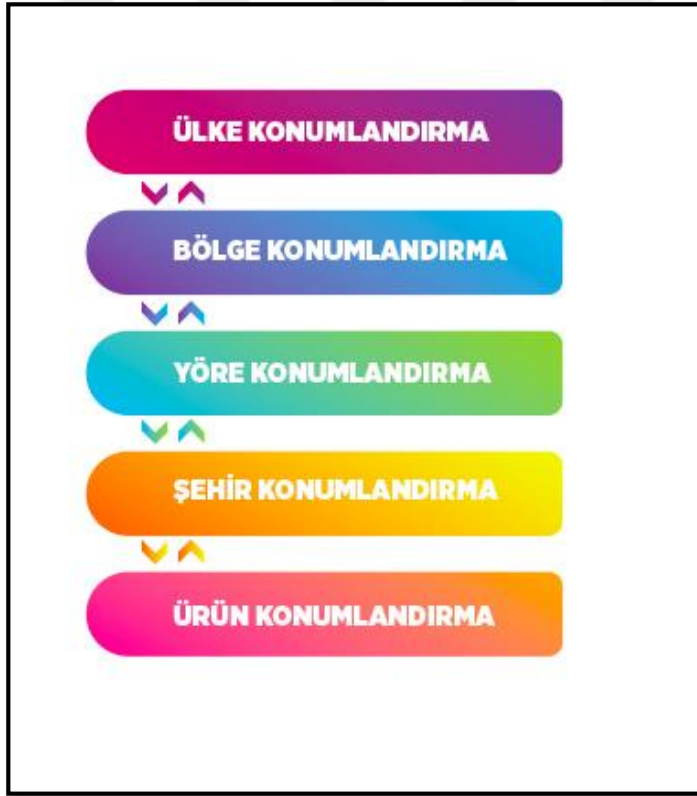 ÜLKE KONUMLANDIRMA
BÖLGE KONUMLANDIRMA
YÖRE KONUMLANDIRMA
ŞEHİR KONUMLANDIRMA
ÜRÜN KONUMLANDIRMA